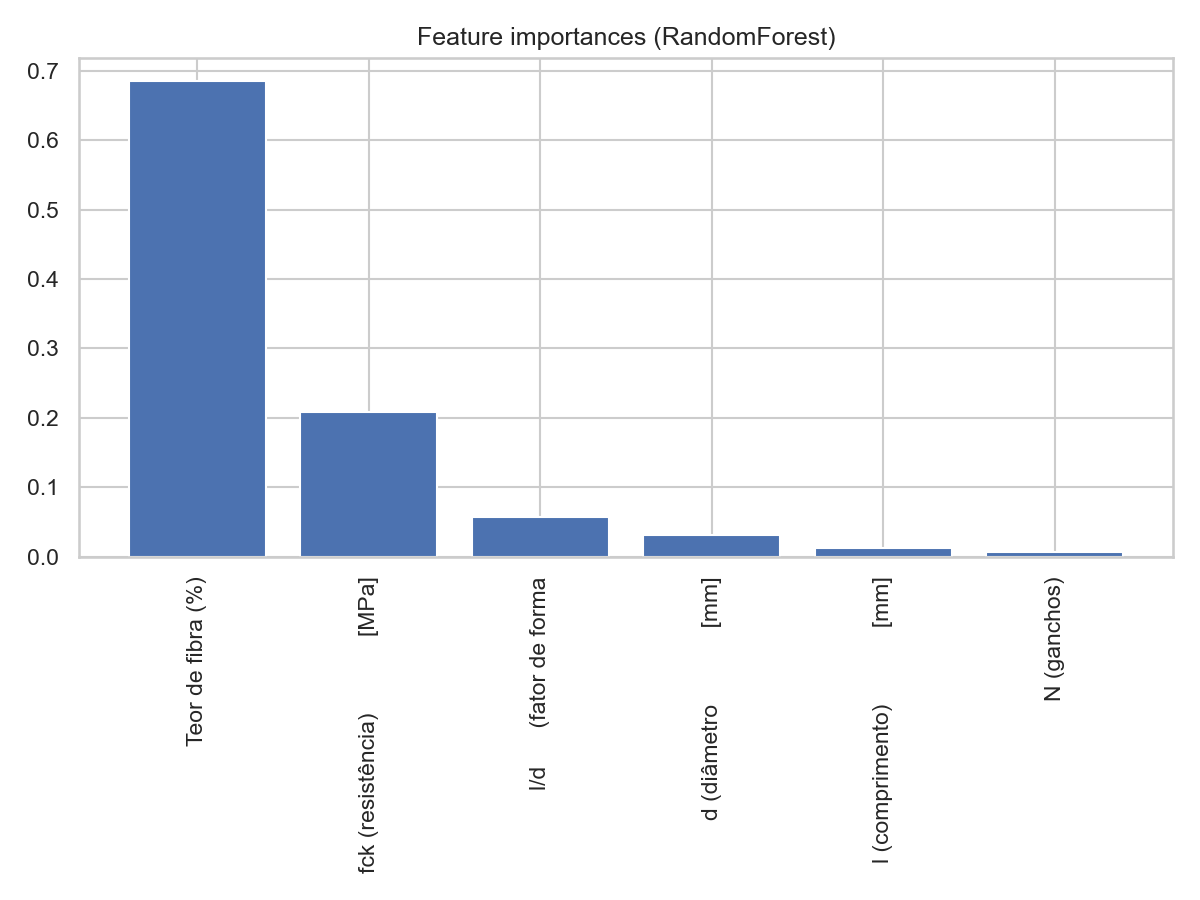 Feature importances (RandomForest)
0.7
0.6
0.5
0.4
0.3
0.2
0.1
0.0
Teor de fibra (%)
fck (resistência) [MPa]
l/d (fator de forma
d (diâmetro [mm]
l (comprimento) [mm]
N (ganchos)